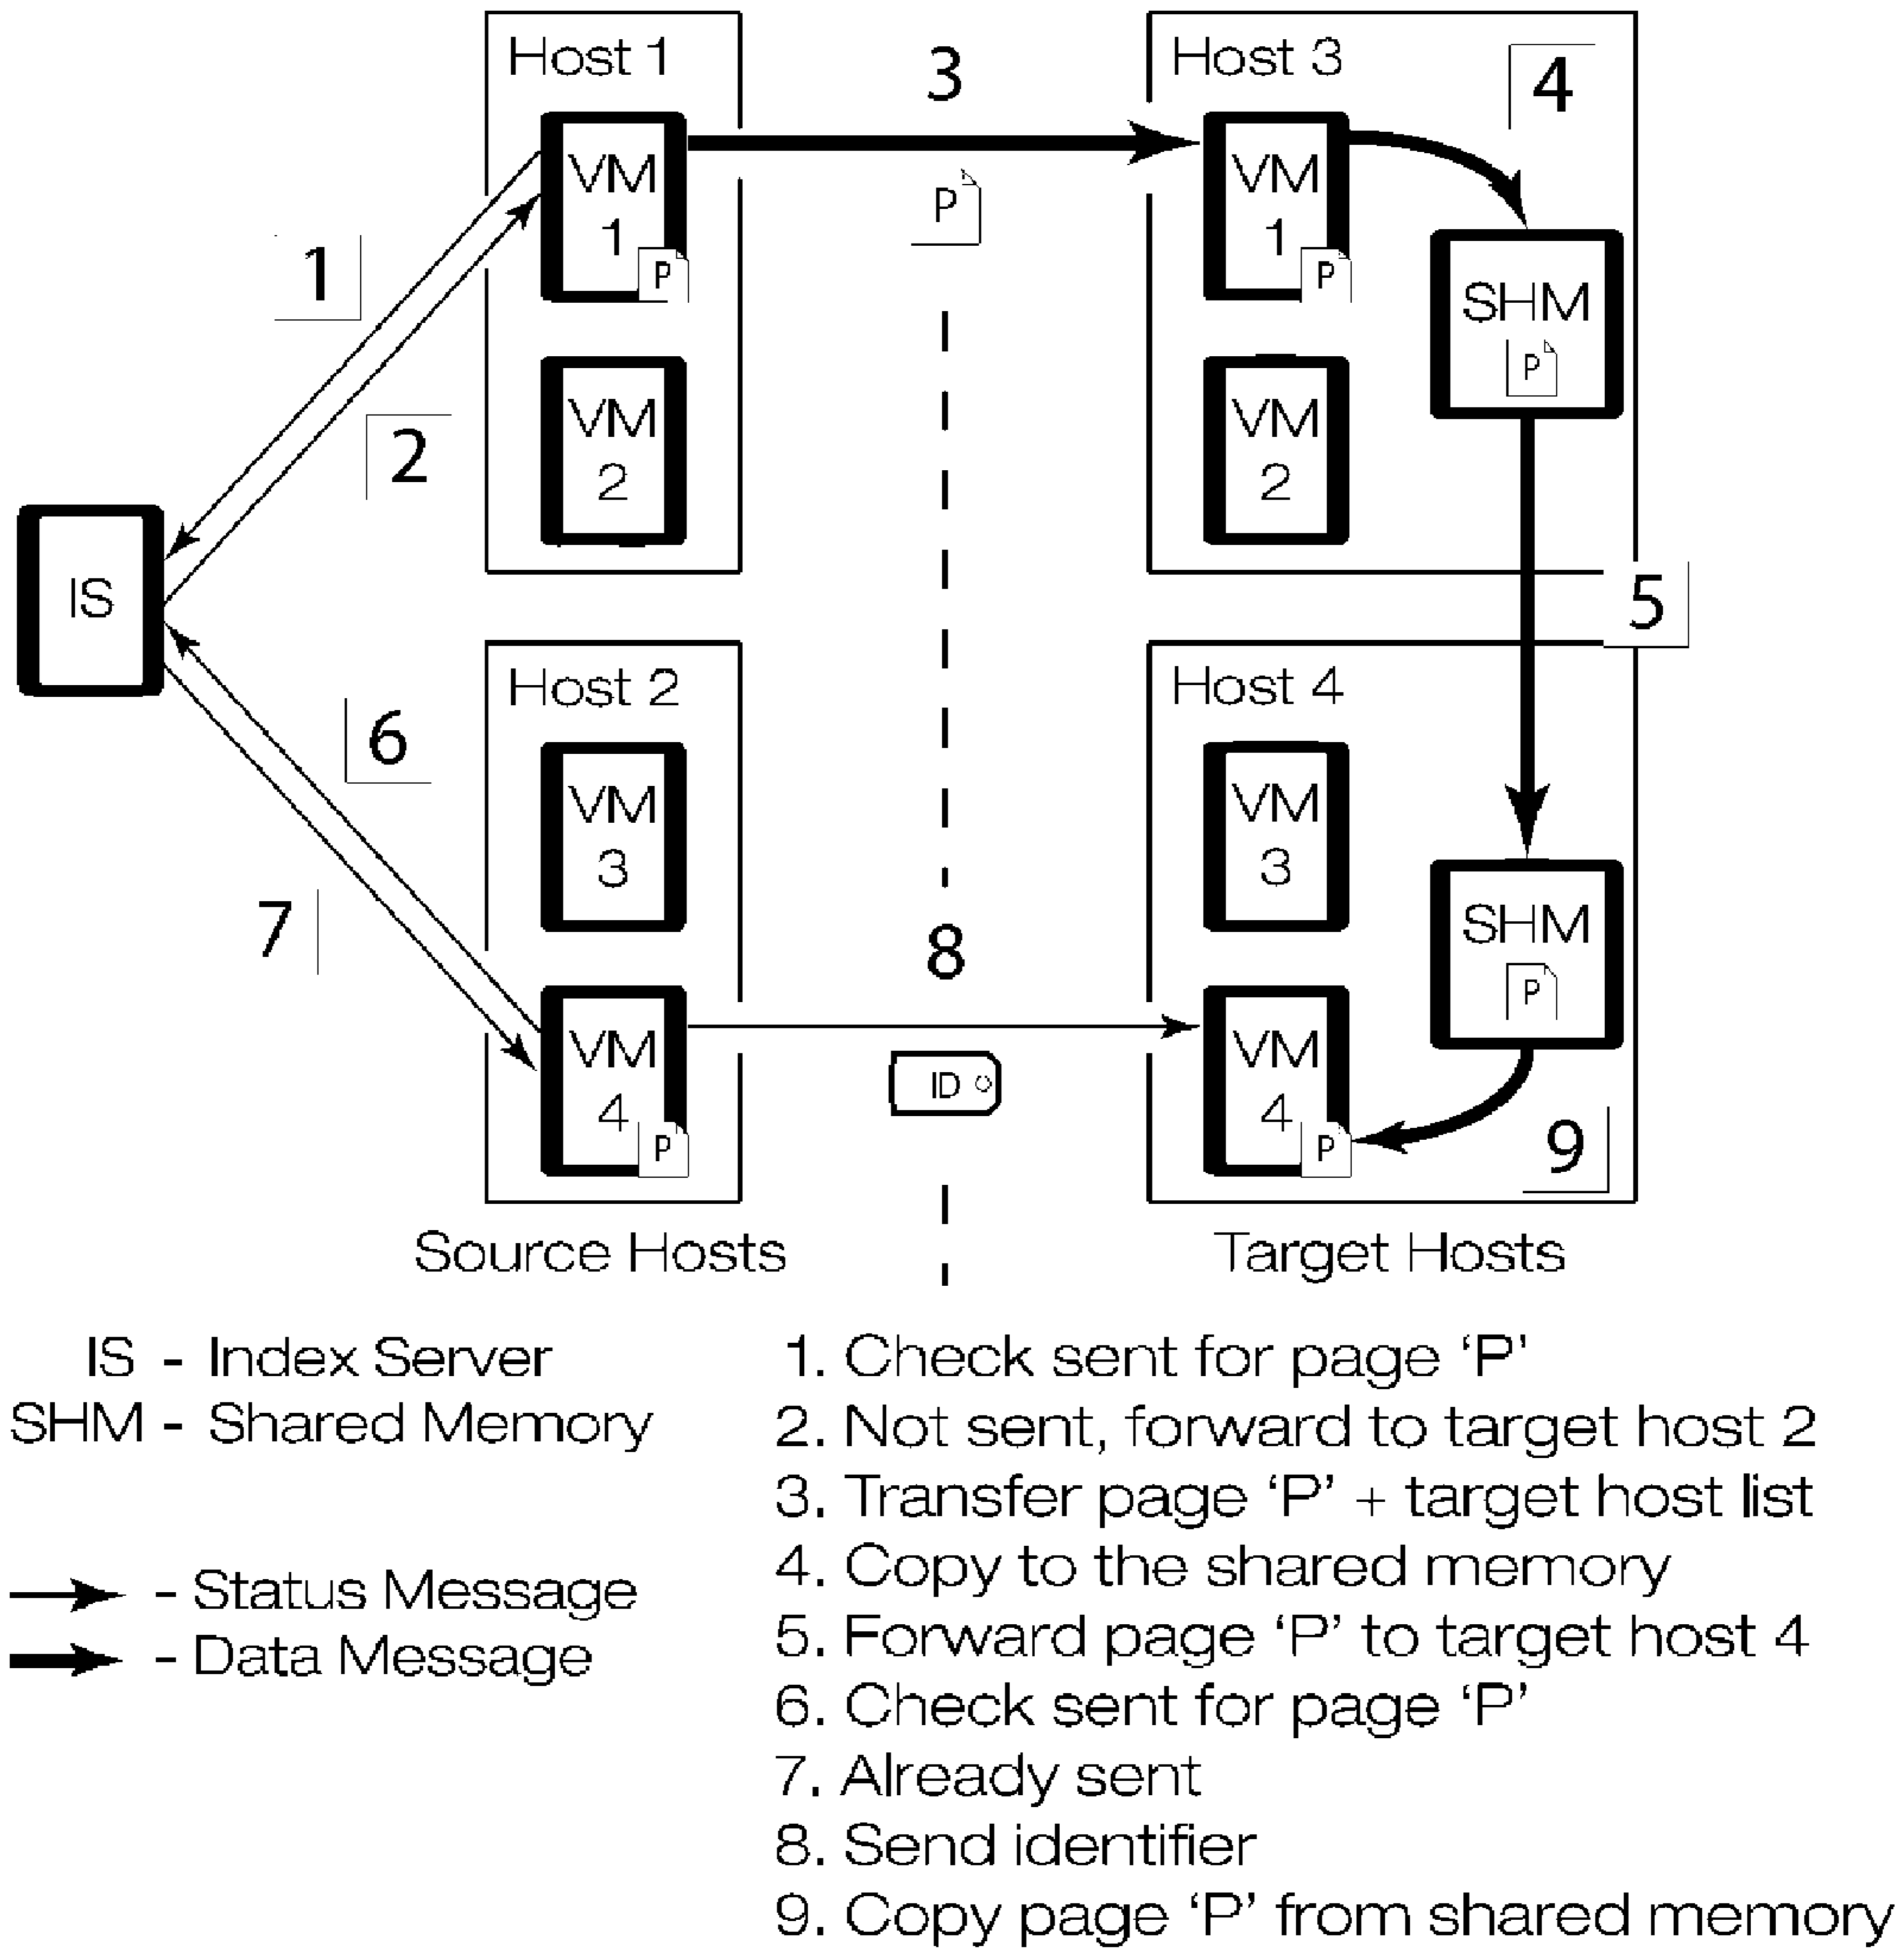 Host 1
3
Host 3
4
VM
1
P
P
VM
1
P
SHM
P
1
2
VM
2
VM
2
IS
5
Host 2
Host 4
6
VM
3
VM
3
7
8
SHM
P
VM
4
P
ID
VM
4
P
9
Source Hosts
Target Hosts
IS - Index Server
SHM - Shared Memory
- Status Message
- Data Message
1. Check sent for page ‘P’
2. Not sent, forward to target host 2
3. Transfer page ‘P’ + target host list
4. Copy to the shared memory
5. Forward page ‘P’ to target host 4
6. Check sent for page ‘P’
7. Already sent
8. Send identifier
9. Copy page ‘P’ from shared memory